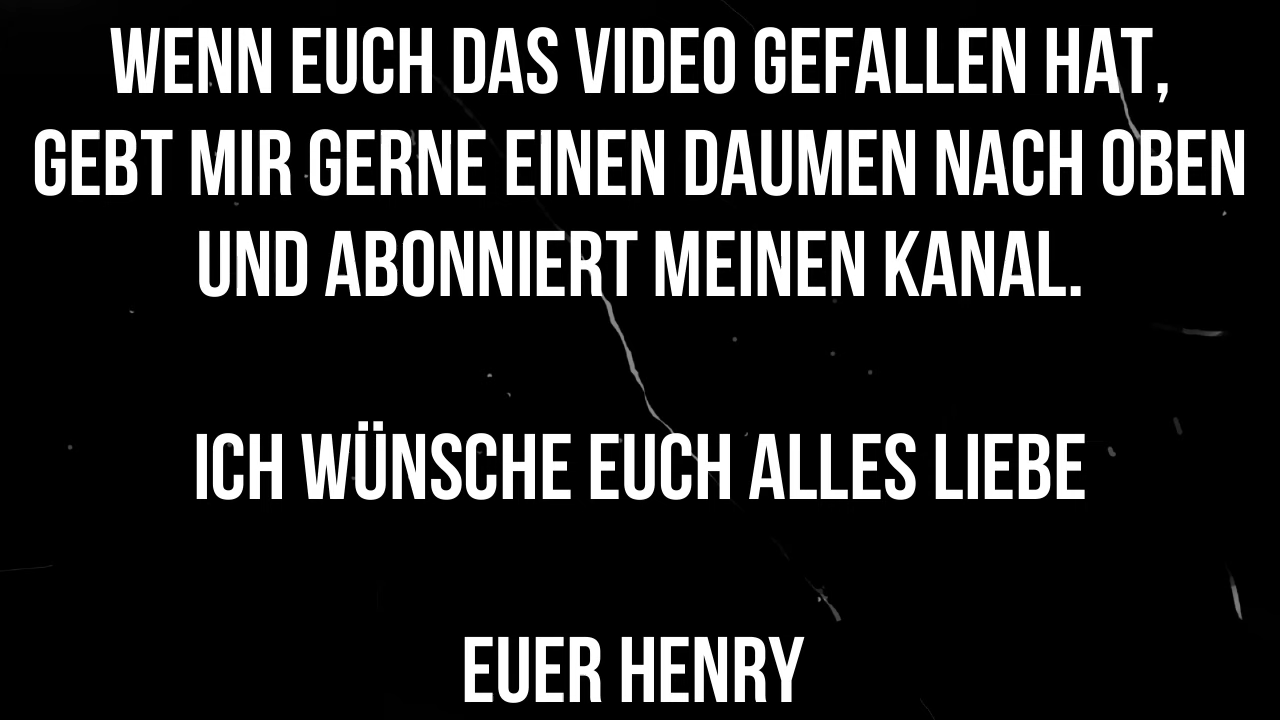 WENN EUCH DAS VIDEO GEFALLEN HAT,
GEBT MIR GERNE EINEN DAUMEN NACH OBEN
UND ABONNIERT MEINEN KANAL.
ICH WÜNSCHE EUCH ALLES LIEBE
EUER HENRY